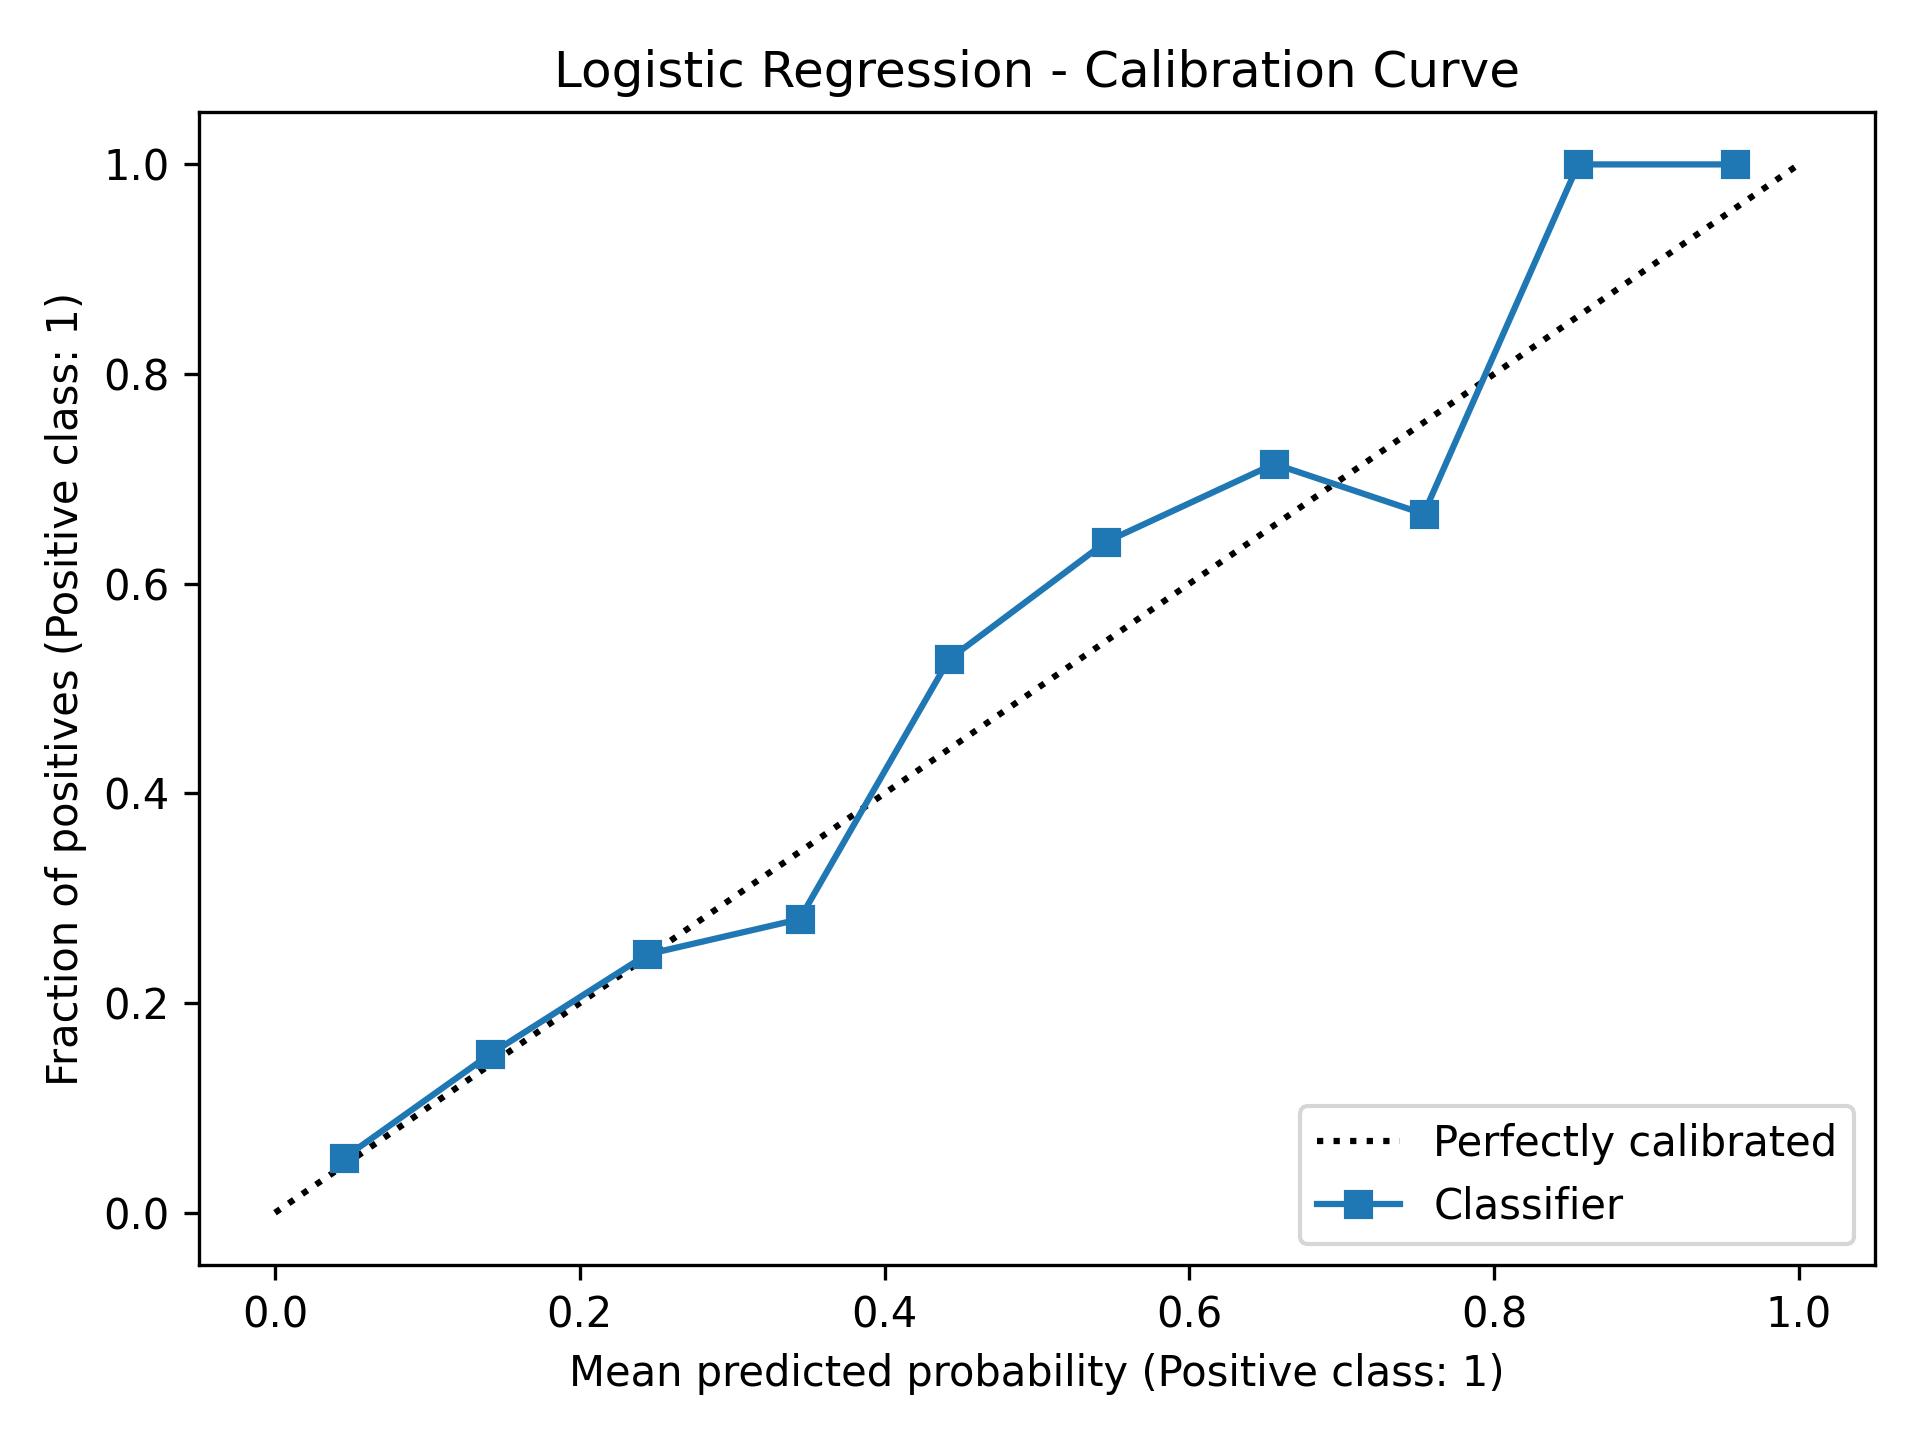 Logistic Regression - Calibration Curve
Fraction of positives (Positive class: 1)
1.0
0.8
0.6
0.4
0.2
0.0
Perfectly calibrated
Classifier
0.0 0.2 0.4 0.6 0.8 1.0
Mean predicted probability (Positive class: 1)